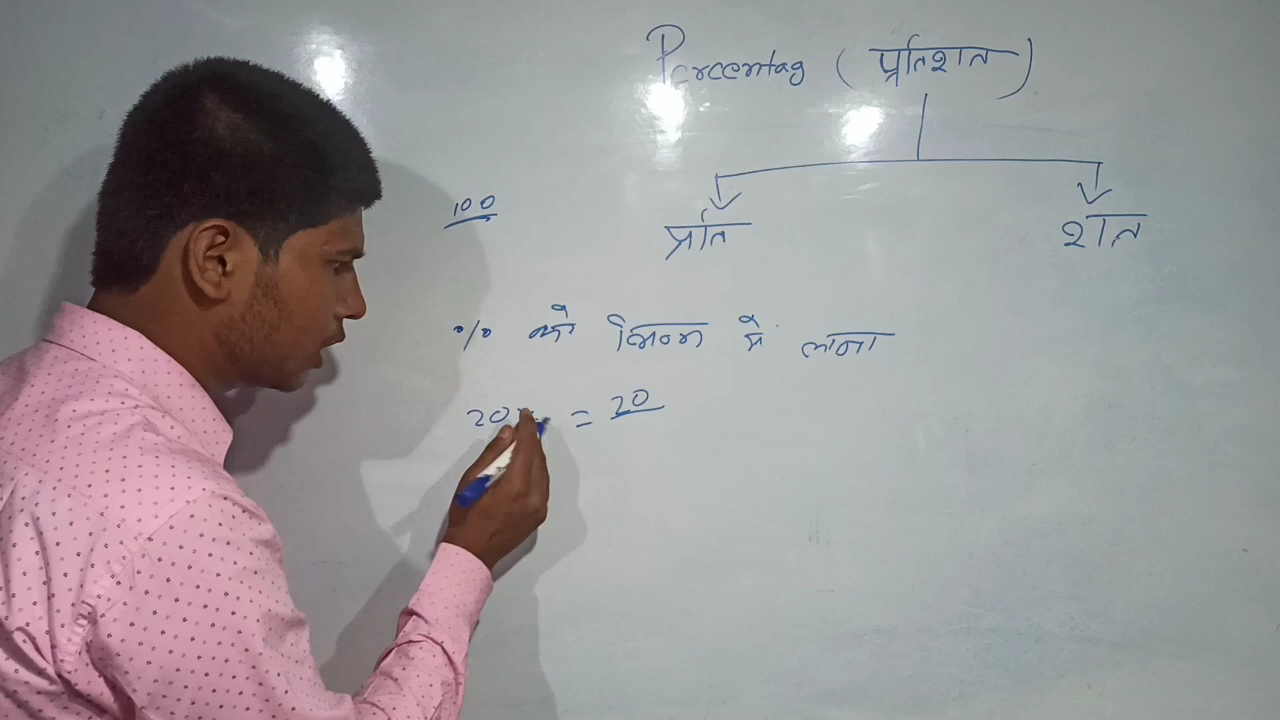 Percentag ( प्रतिशत )
प्रति शत
100
% को भिन्न में लाना
20% = 20